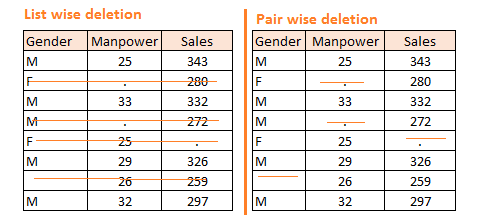 List wise deletion
Gender Manpower Sales
M 25 343
F . 280
M 33 332
M . 272
F 25 .
M 29 326
26 259
M 32 297
Pair wise deletion
Gender Manpower Sales
M 25 343
F . 280
M 33 332
M . 272
F 25 .
M 29 326
26 259
M 32 297